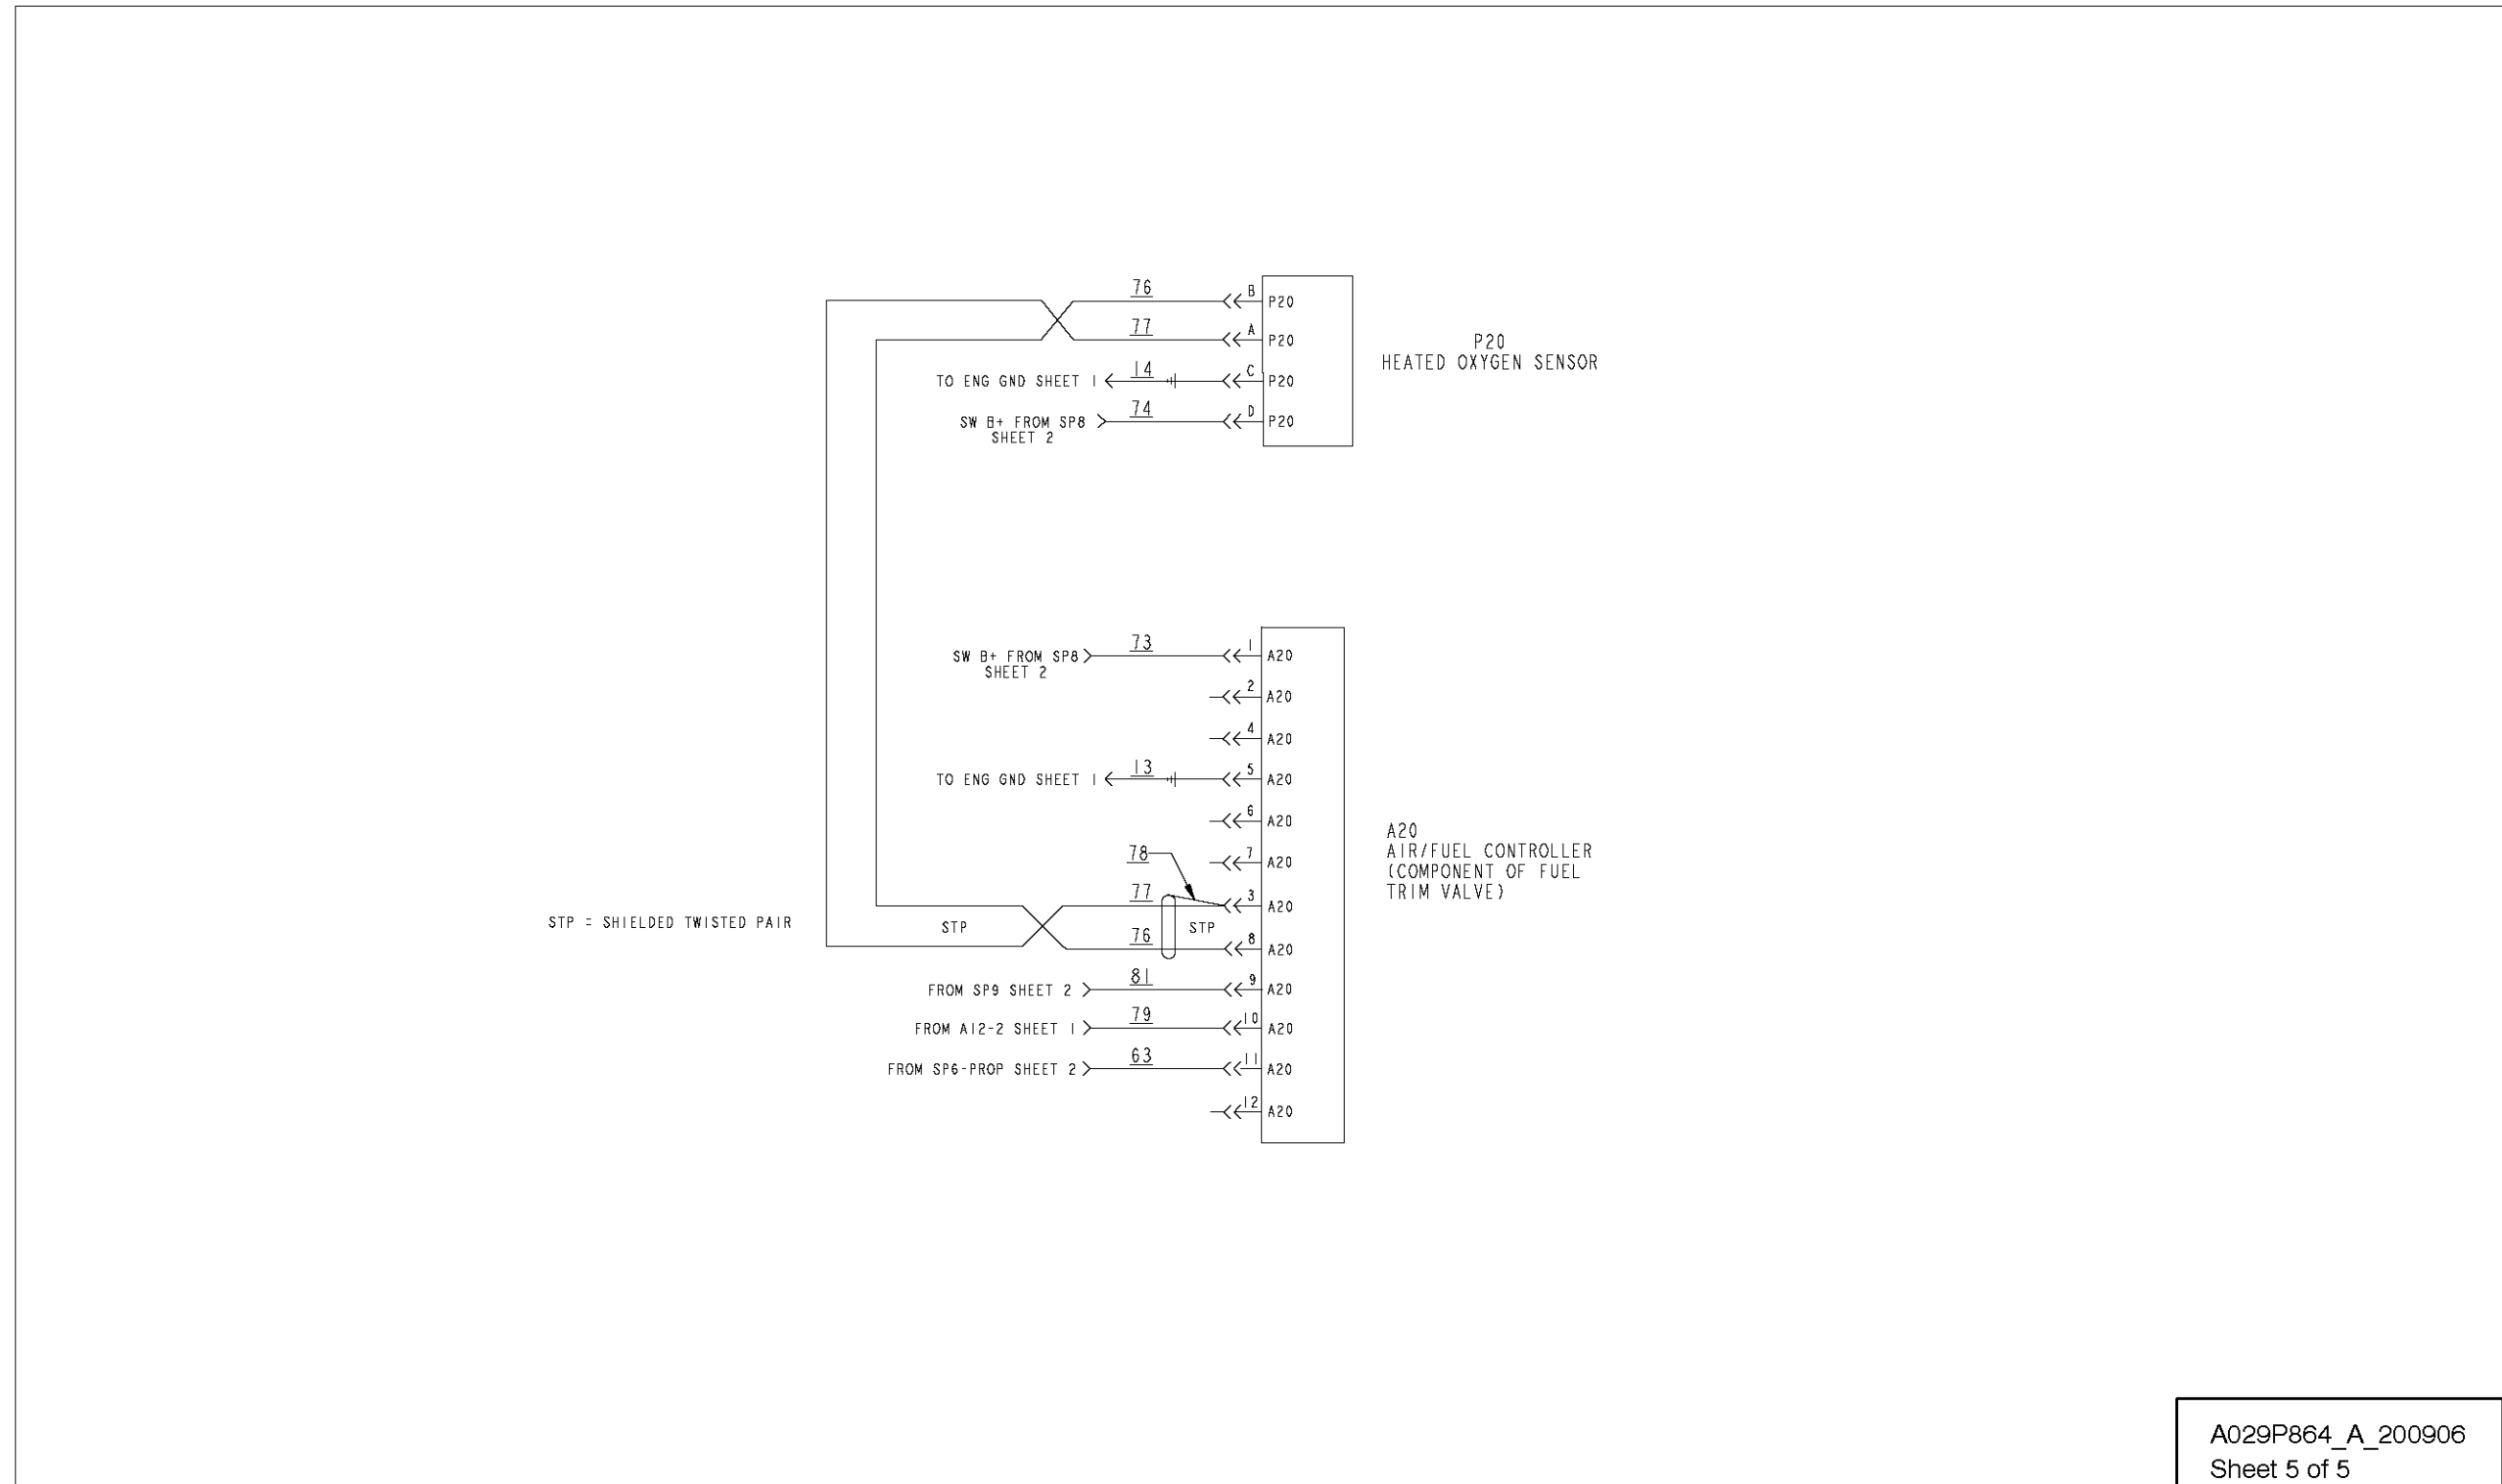 76
B
P20
77
A
P20
P20
HEATED OXYGEN SENSOR
TO ENG GND SHEET 1
14
C
P20
SW B+ FROM SP8
SHEET 2
74
D
P20
SW B+ FROM SP8
SHEET 2
73
1
A20
2
A20
4
A20
TO ENG GND SHEET 1
13
5
A20
6
A20
7
A20
A20
AIR/FUEL CONTROLLER
(COMPONENT OF FUEL
TRIM VALVE)
78
77
3
A20
STP = SHIELDED TWISTED PAIR
STP
STP
76
8
A20
FROM SP9 SHEET 2
81
9
A20
FROM A12-2 SHEET 1
79
10
A20
FROM SP6-PROP SHEET 2
63
11
A20
12
A20
A029P864_A_200906
Sheet 5 of 5